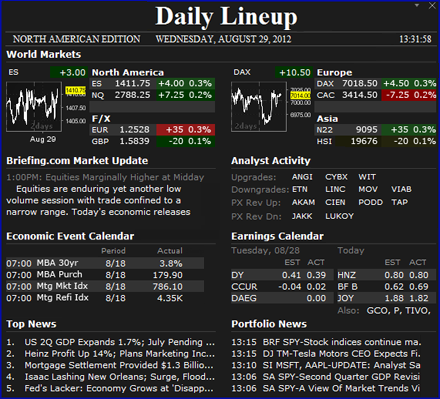 Daily Lineup
NORTH AMERICAN EDITION WEDNESDAY, AUGUST 29, 2012 13:31:58
World Markets
ES +3.00
1410.75
1407.50
1405.00
2days
Aug 29
North America
ES 1411.75 +4.00 0.3%
NQ 2788.25 +7.25 0.2%
F/X
EUR 1.2528 +35 0.3%
GBP 1.5839 -20 0.1%
DAX +10.50
7014.00
7000.00
6975.00
2days
Europe
DAX 7018.50 +4.50 0.3%
CAC 3414.50 -7.25 0.2%
Asia
N22 9095 +35 0.3%
HSI 19676 -20 0.1%
Briefing.com Market Update
1:00PM: Equities Marginally Higher at Midday
Equities are enduring yet another low
volume session with trade confined to a
narrow range. Today's economic releases
Analyst Activity
Upgrades: ANGI CYBX WIT
Downgrades: ETN LINC MOV VIAB
PX Rev Up: AKAM CIEN PODD TAP
PX Rev Dn: JAKK LUKOY
Economic Event Calendar
Period Actual
07:00 MBA 30yr 8/18 3.8%
07:00 MBA Purch 8/18 179.90
07:00 Mtg Mkt Idx 8/18 786.10
07:00 Mtg Refi Idx 8/18 4.35K
Earnings Calendar
Tuesday, 08/28 Today
EST ACT EST ACT
DY 0.41 0.39 HNZ 0.80 0.80
CCUR -0.04 0.02 BF B 0.62 0.69
DAEG 0.00 JOY 1.88 1.82
Also: GCO, P, TIVO,
Top News
1. US 2Q GDP Expands 1.7%; July Pending ...
2. Heinz Profit Up 14%; Plans Marketing Inc...
3. Mortgage Settlement Provided $1.3 Billio...
4. Isaac Lashing New Orleans; Surge, Flood...
5. Fed's Lacker: Economy Grows at 'Disapp...
Portfolio News
13:15 BRF SPY-Stock indices continue ma.
13:15 DJ TM-Tesla Motors CEO Expects Fi.
13:10 SI MSFT, AAPL-UPDATE: Analyst Sa
13:06 SA SPY-Second Quarter GDP Revisi
13:06 SA SPY-A View Of Market Trends Vi